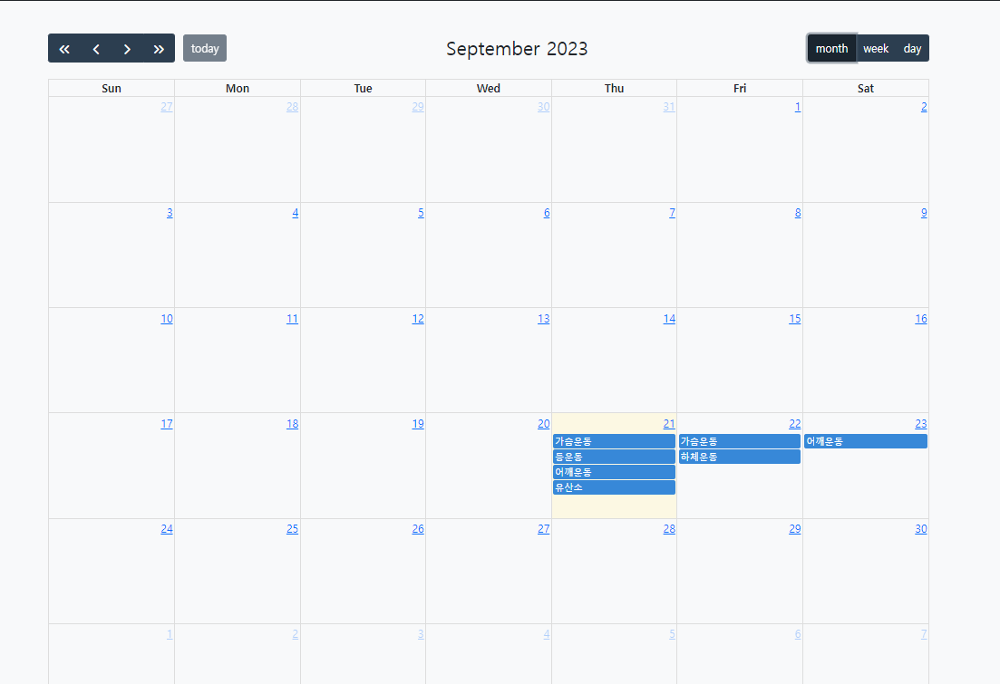 today
September 2023
month week day
Sun Mon Tue Wed Thu Fri Sat
27 28 29 30 31 1 2
3 4 5 6 7 8 9
10 11 12 13 14 15 16
17 18 19 20 21 22 23
가슴운동 가슴운동 어깨운동
등운동 하체운동
어깨운동
유산소
24 25 26 27 28 29 30
1 2 3 4 5 6 7